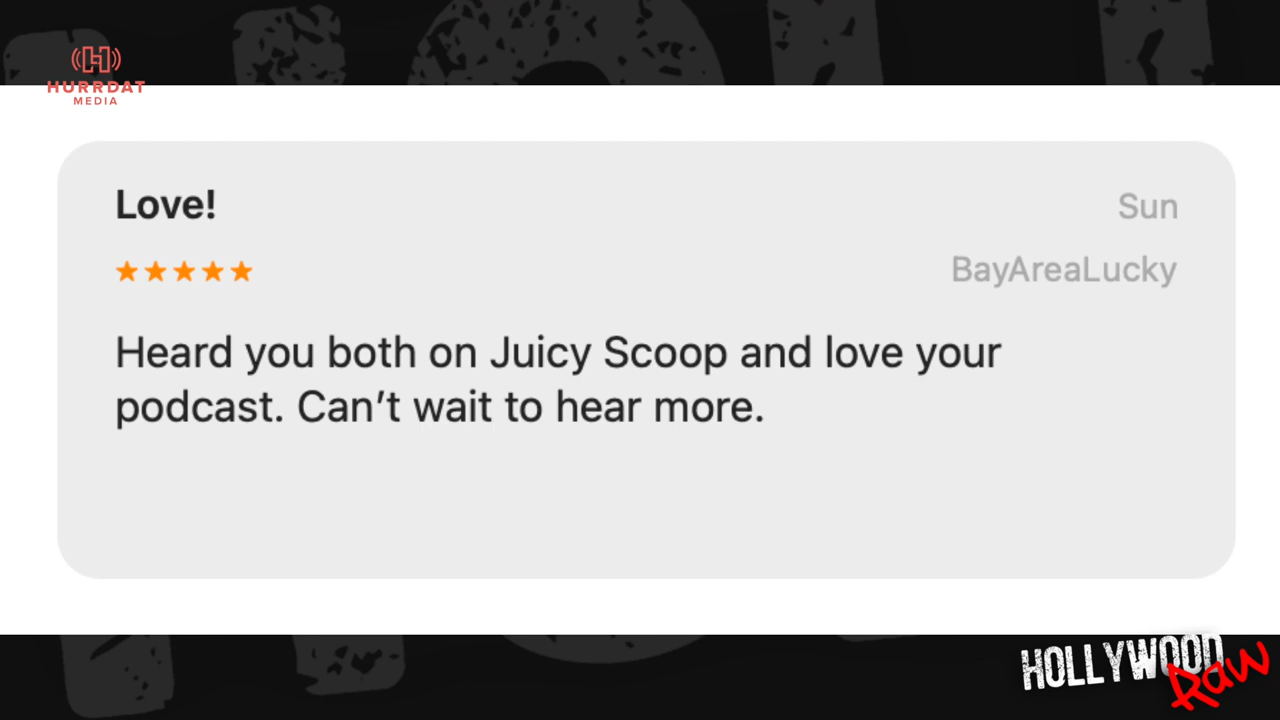 HURRDAT
MEDIA
Love!
Sun
★★★★★
BayAreaLucky
Heard you both on Juicy Scoop and love your
podcast. Can’t wait to hear more.
HOLLYWOOD
Raw